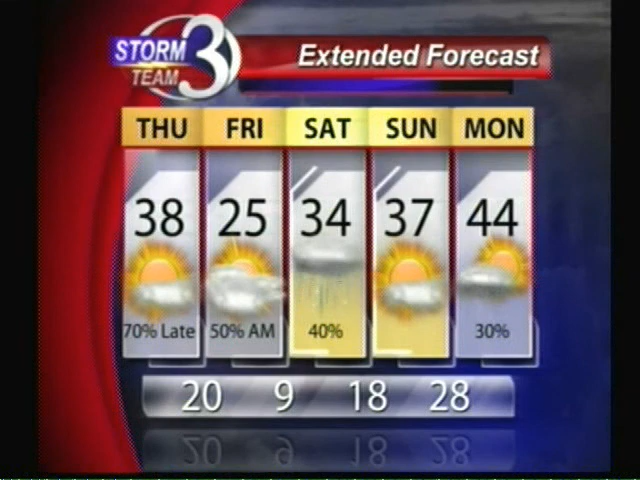 STORM
TEAM
3
Extended Forecast
THU FRI SAT SUN MON
38 25 34 37 44
70% Late 50% AM 40% 30%
20 9 18 28